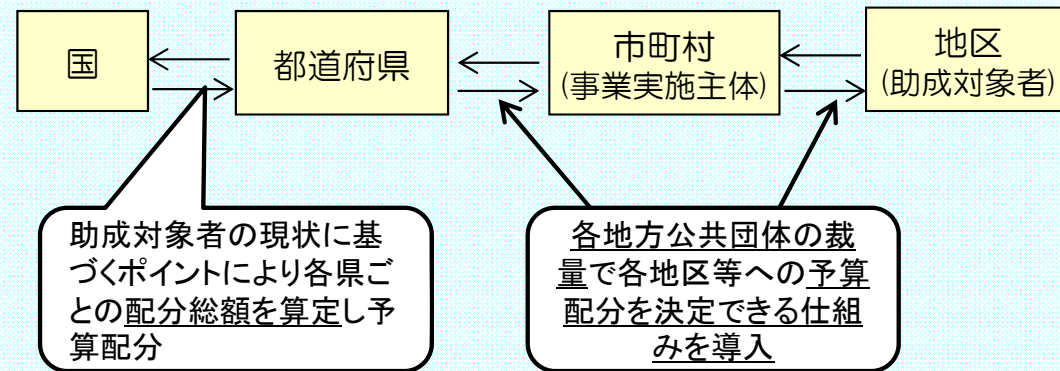 国
都道府県
市町村
(事業実施主体)
地区
(助成対象者)
助成対象者の現状に基
づくポイントにより各県ご
との配分総額を算定し予
算配分
各地方公共団体の裁
量で各地区等への予算
配分を決定できる仕組
みを導入